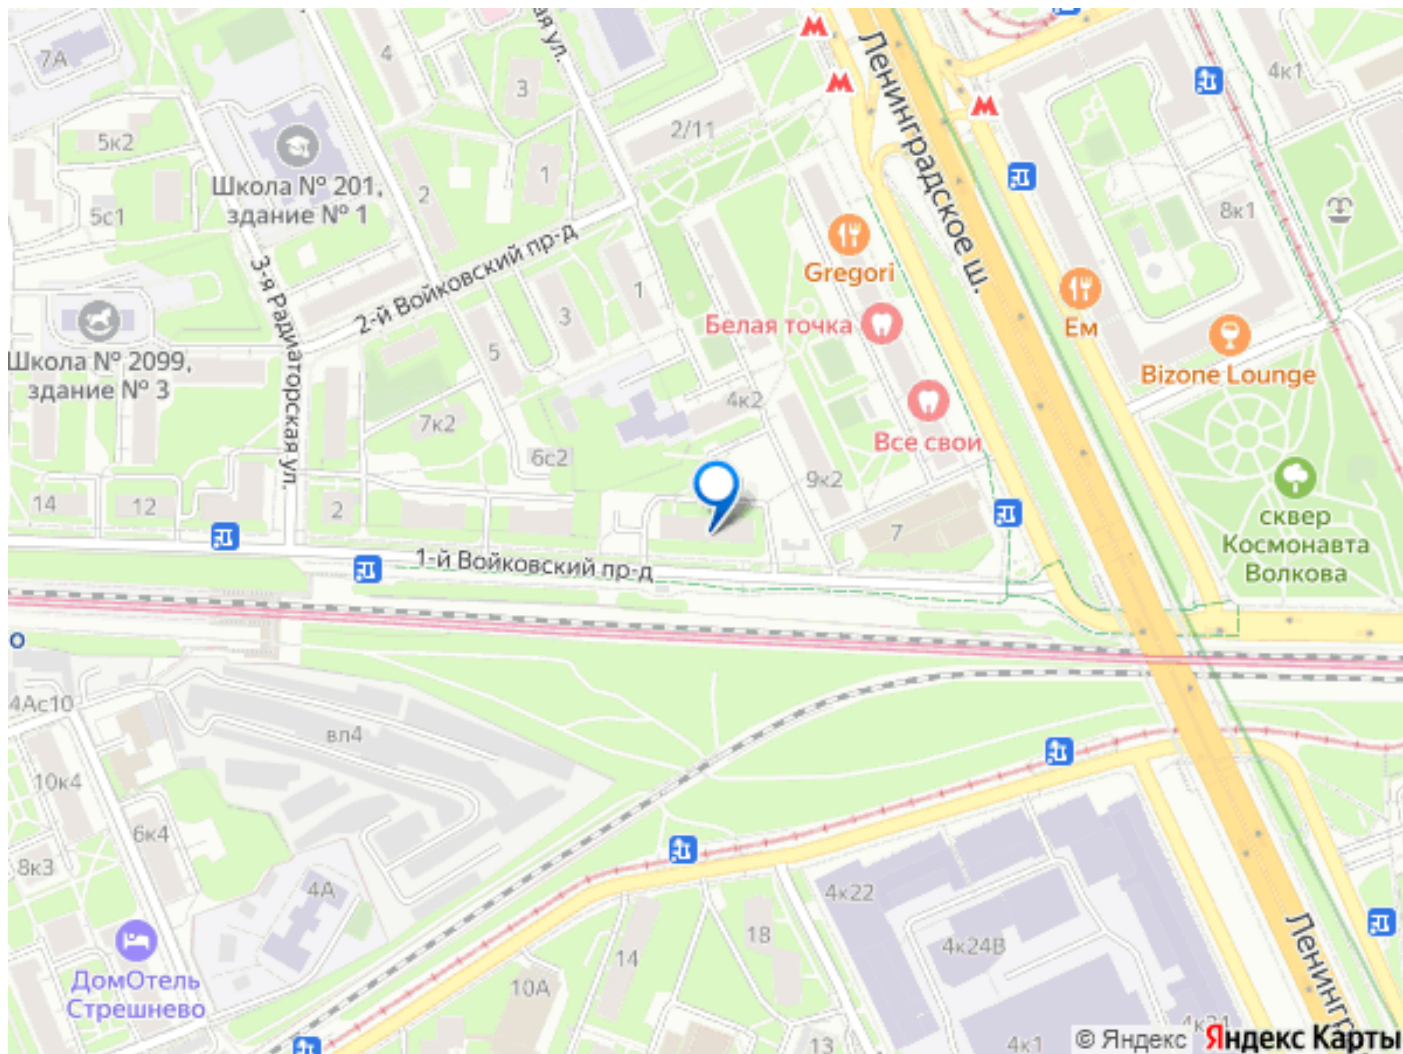 7А
4
ая ул.
3
Ленинградское ш.
4к1
2/11
5к2
Школа № 201,
здание № 1
1
2
5с1
8к1
2-й Войковский пр-д
Gregori
3-я Радиаторская ул.
1
3
Белая точка
Ем
5
Школа № 2099,
здание № 3
Bizone Lounge
4к2
7к2
Все свои
6с2
9к2
14
12
2
7
сквер
Космонавта
Волкова
1-й Войковский пр-д
о
4Ас10
вл4
10к4
6к4
8к3
4А
4к22
18
4к24В
14
Ленингр
ДомОтель
Стрешнево
10А
13
4к1
© Яндекс
Яндекс Карты